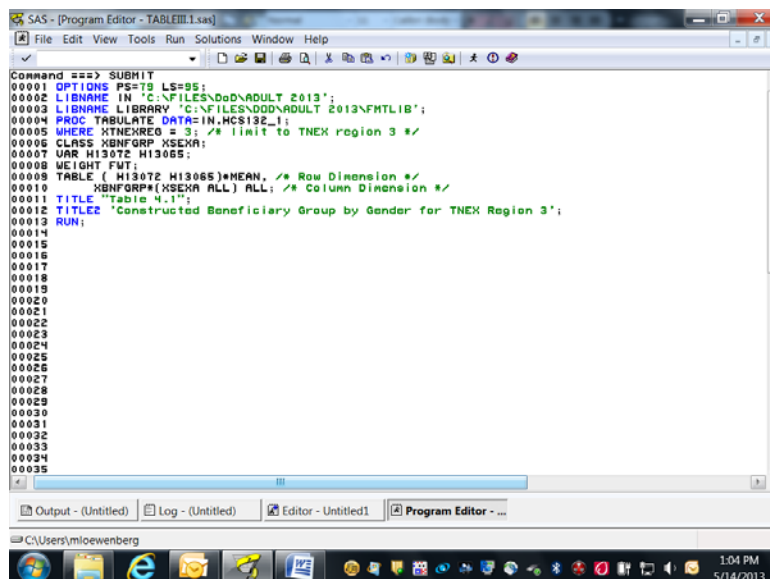 SAS - [Program Editor - TABLEIII.1.sas]
File Edit View Tools Run Solutions Window Help
Command ===> SUBMIT
00001 OPTIONS PS=79 LS=95;
00002 LIBNAME IN 'C:\FILES\DoD\ADULT 2013';
00003 LIBNAME LIBRARY 'C:\FILES\DOD\ADULT 2013\FMTLIB';
00004 PROC TABULATE DATA=IN.HCS132_1;
00005 WHERE XTNEXREG = 3; /* limit to TNEX region 3 */
00006 CLASS XBNFGRP XSEXA;
00007 VAR H13072 H13065;
00008 WEIGHT FWT;
00009 TABLE ( H13072 H13065)*MEAN, /* Row Dimension */
00010 XBNFGRP*(XSEXA ALL) ALL; /* Column Dimension */
00011 TITLE "Table 4.1";
00012 TITLE2 'Constructed Beneficiary Group by Gender for TNEX Region 3';
00013 RUN;
00014
00015
00016
00017
00018
00019
00020
00021
00022
00023
00024
00025
00026
00027
00028
00029
00030
00031
00032
00033
00034
00035
Output - (Untitled) Log - (Untitled) Editor - Untitled1 Program Editor - ...
C:\Users\mloewenberg
1:04 PM
5/14/2013